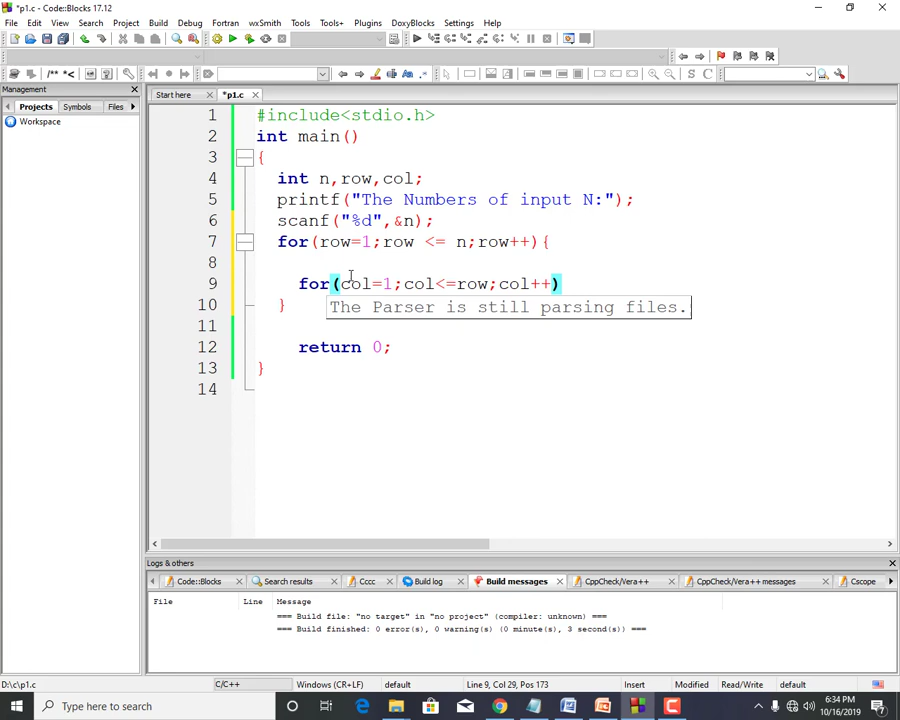 *p1.c - Code::Blocks 17.12
File Edit View Search Project Build Debug Fortran wxSmith Tools Tools+ Plugins DoxyBlocks Settings Help
/** *<
S C
Management
Projects Symbols Files
Workspace
Start here *p1.c
1 #include<stdio.h>
2 int main()
3 {
4 int n,row,col;
5 printf("The Numbers of input N:");
6 scanf("%d",&n);
7 for(row=1;row <= n;row++){
8
9 for(col=1;col<=row;col++)
10 }
The Parser is still parsing files.
11
12 return 0;
13 }
14
Logs & others
Code::Blocks Search results Cccc Build log Build messages CppCheck/Vera++ CppCheck/Vera++ messages Cscope
File Line Message
=== Build file: "no target" in "no project" (compiler: unknown) ===
=== Build finished: 0 error(s), 0 warning(s) (0 minute(s), 3 second(s)) ===
D:\c\p1.c C/C++ Windows (CR+LF) default Line 9, Col 29, Pos 173 Insert Modified Read/Write default
Type here to search
6:34 PM
10/16/2019